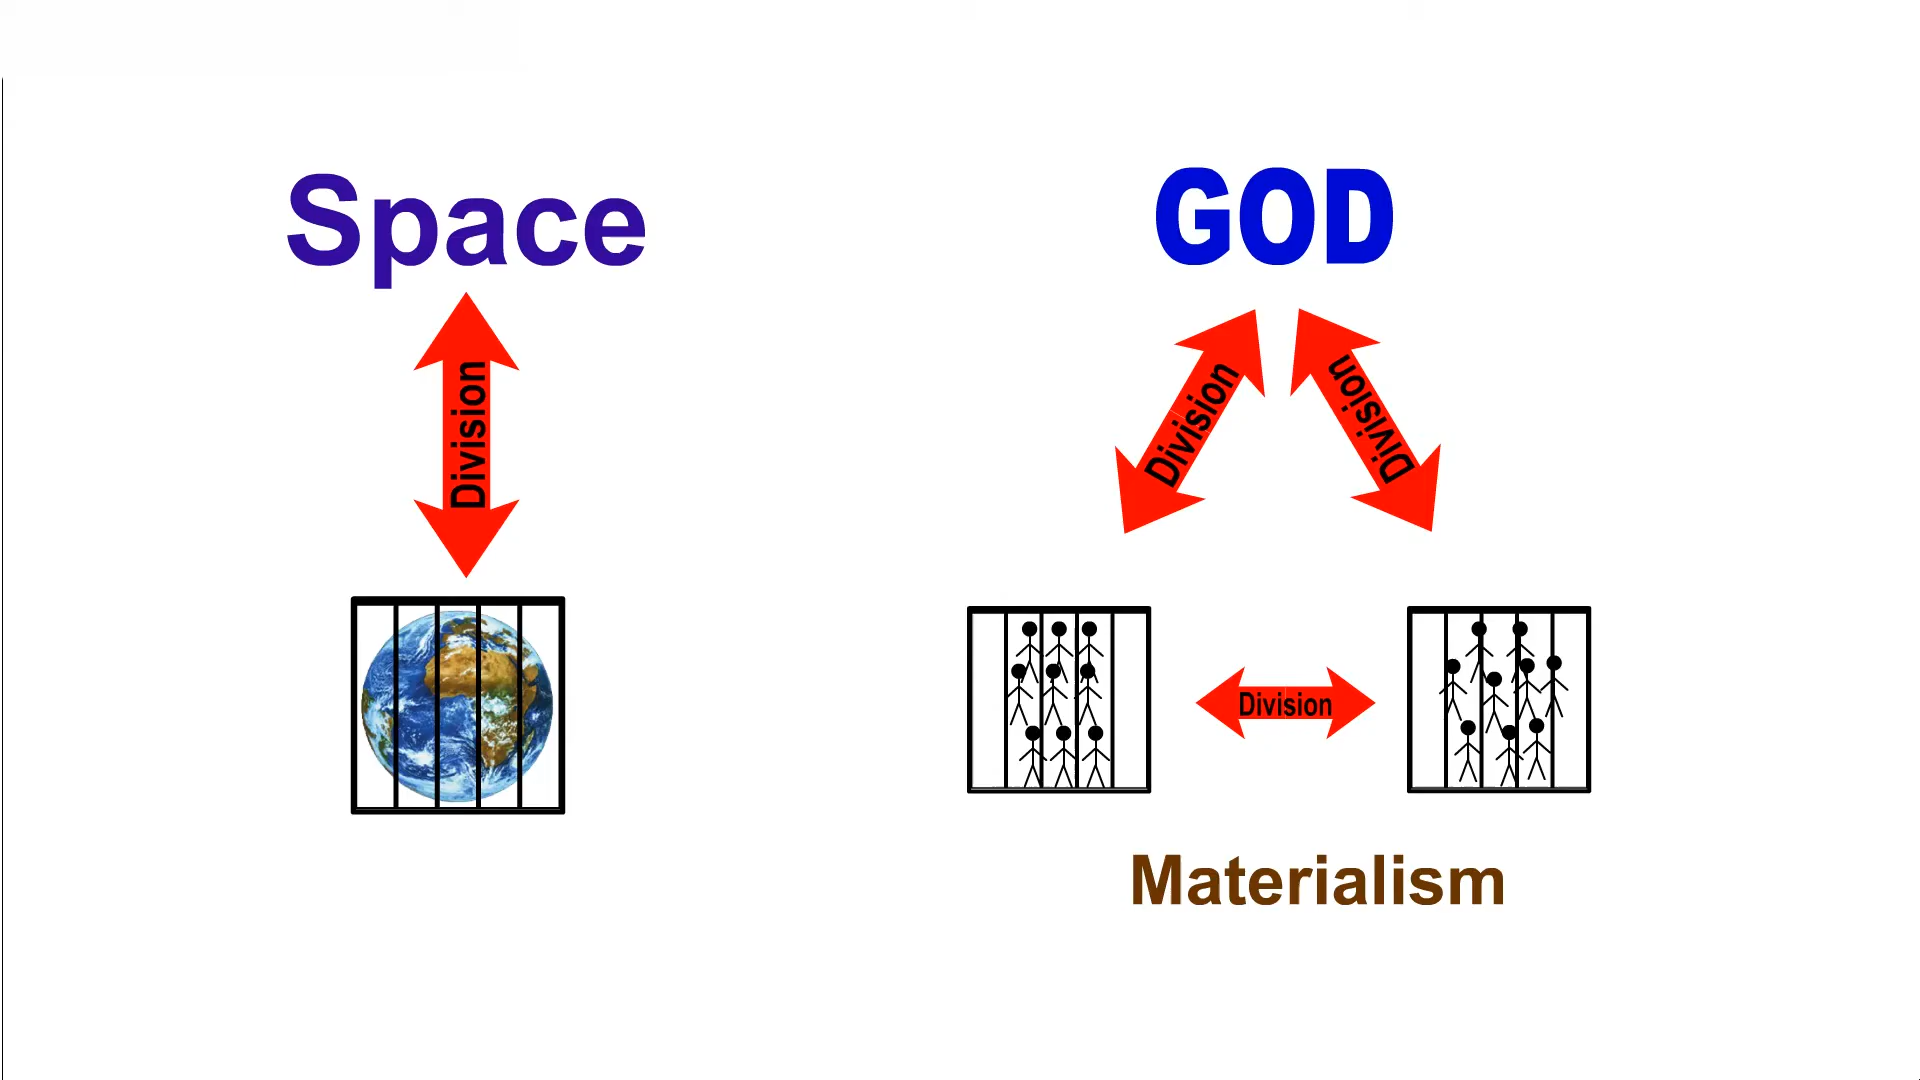 Space
GOD
Division
Division
Division
Division
Materialism